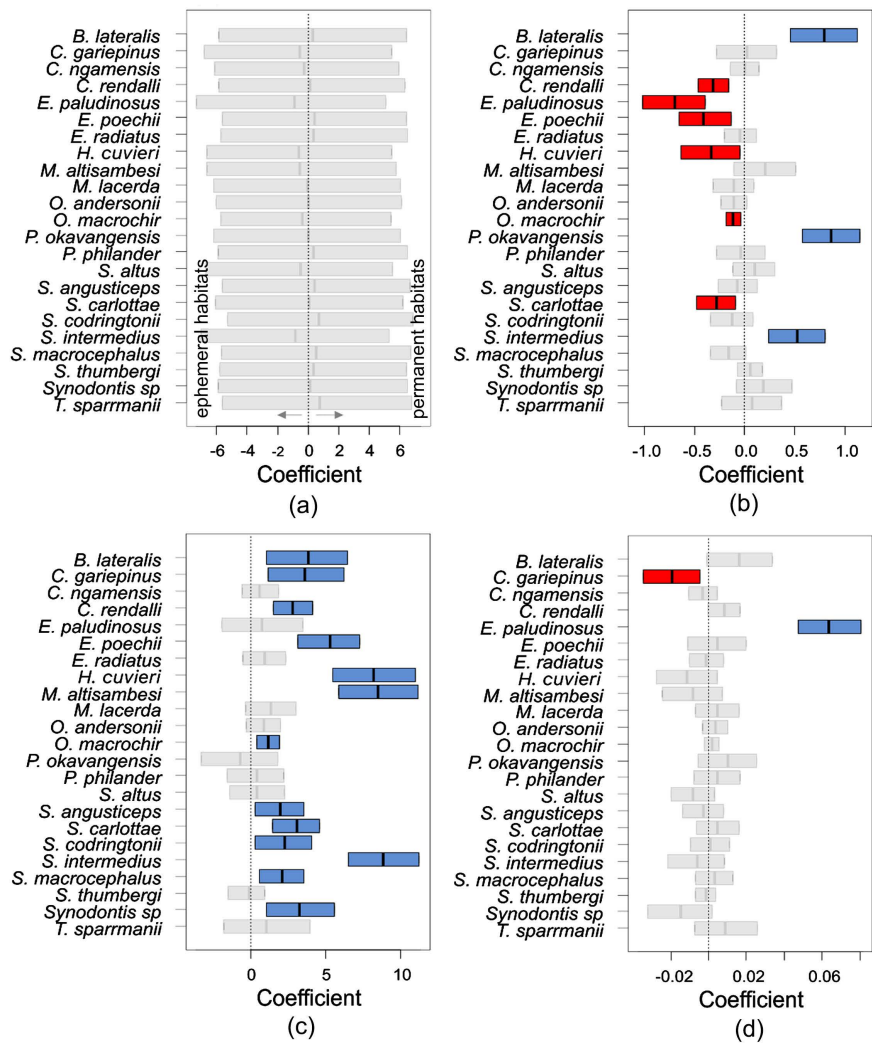 B. lateralis
C. gariepinus
C. ngamensis
C. rendalli
E. paludinosus
E. poechii
E. radiatus
H. cuvieri
M. altisambesi
M. lacerda
O. andersonii
O. macrochir
P. okavangensis
P. philander
S. altus
S. angusticeps
S. carlottae
S. codringtonii
S. intermedius
S. macrocephalus
S. thumbergi
Synodontis sp
T. sparrmanii
ephemeral habitats
permanent habitats
-6 -4 -2 0 2 4 6
Coefficient
(a)
B. lateralis
C. gariepinus
C. ngamensis
C. rendalli
E. paludinosus
E. poechii
E. radiatus
H. cuvieri
M. altisambesi
M. lacerda
O. andersonii
O. macrochir
P. okavangensis
P. philander
S. altus
S. angusticeps
S. carlottae
S. codringtonii
S. intermedius
S. macrocephalus
S. thumbergi
Synodontis sp
T. sparrmanii
-1.0 -0.5 0.0 0.5 1.0
Coefficient
(b)
B. lateralis
C. gariepinus
C. ngamensis
C. rendalli
E. paludinosus
E. poechii
E. radiatus
H. cuvieri
M. altisambesi
M. lacerda
O. andersonii
O. macrochir
P. okavangensis
P. philander
S. altus
S. angusticeps
S. carlottae
S. codringtonii
S. intermedius
S. macrocephalus
S. thumbergi
Synodontis sp
T. sparrmanii
0 5 10
Coefficient
(c)
B. lateralis
C. gariepinus
C. ngamensis
C. rendalli
E. paludinosus
E. poechii
E. radiatus
H. cuvieri
M. altisambesi
M. lacerda
O. andersonii
O. macrochir
P. okavangensis
P. philander
S. altus
S. angusticeps
S. carlottae
S. codringtonii
S. intermedius
S. macrocephalus
S. thumbergi
Synodontis sp
T. sparrmanii
-0.02 0.02 0.06
Coefficient
(d)